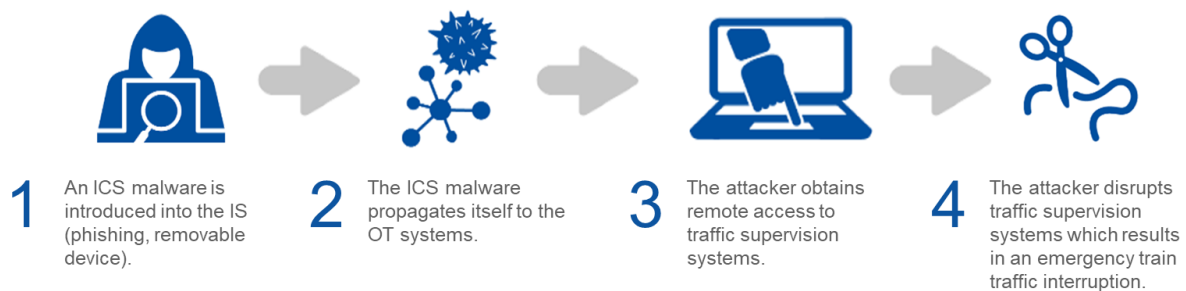 1
An ICS malware is
introduced into the IS
(phishing, removable
device).
2
The ICS malware
propagates itself to the
OT systems.
3
The attacker obtains
remote access to
traffic supervision
systems.
4
The attacker disrupts
traffic supervision
systems which results
in an emergency train
traffic interruption.